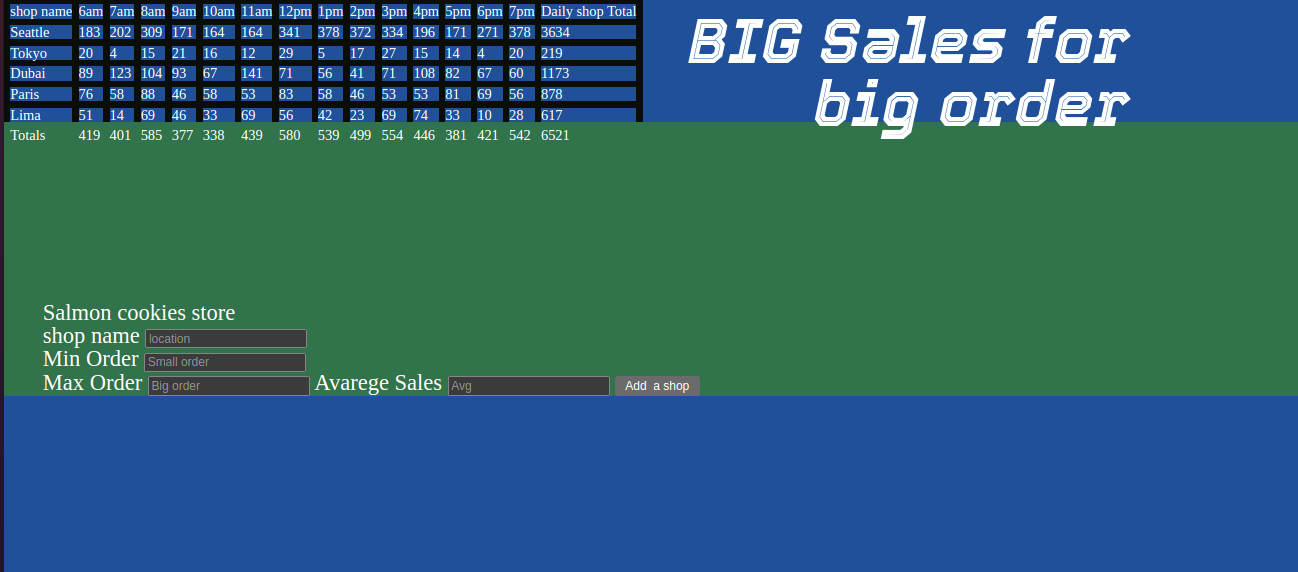 shop name 6am 7am 8am 9am 10am 11am 12pm 1pm 2pm 3pm 4pm 5pm 6pm 7pm Daily shop Total
Seattle 183 202 309 171 164 164 341 378 372 334 196 171 271 378 3634
Tokyo 20 4 15 21 16 12 29 5 17 27 15 14 4 20 219
Dubai 89 123 104 93 67 141 71 56 41 71 108 82 67 60 1173
Paris 76 58 88 46 58 53 83 58 46 53 53 81 69 56 878
Lima 51 14 69 46 33 69 56 42 23 69 74 33 10 28 617
Totals 419 401 585 377 338 439 580 539 499 554 446 381 421 542 6521
BIG Sales for
big order
Salmon cookies store
shop name location
Min Order Small order
Max Order Big order Avarege Sales Avg Add a shop